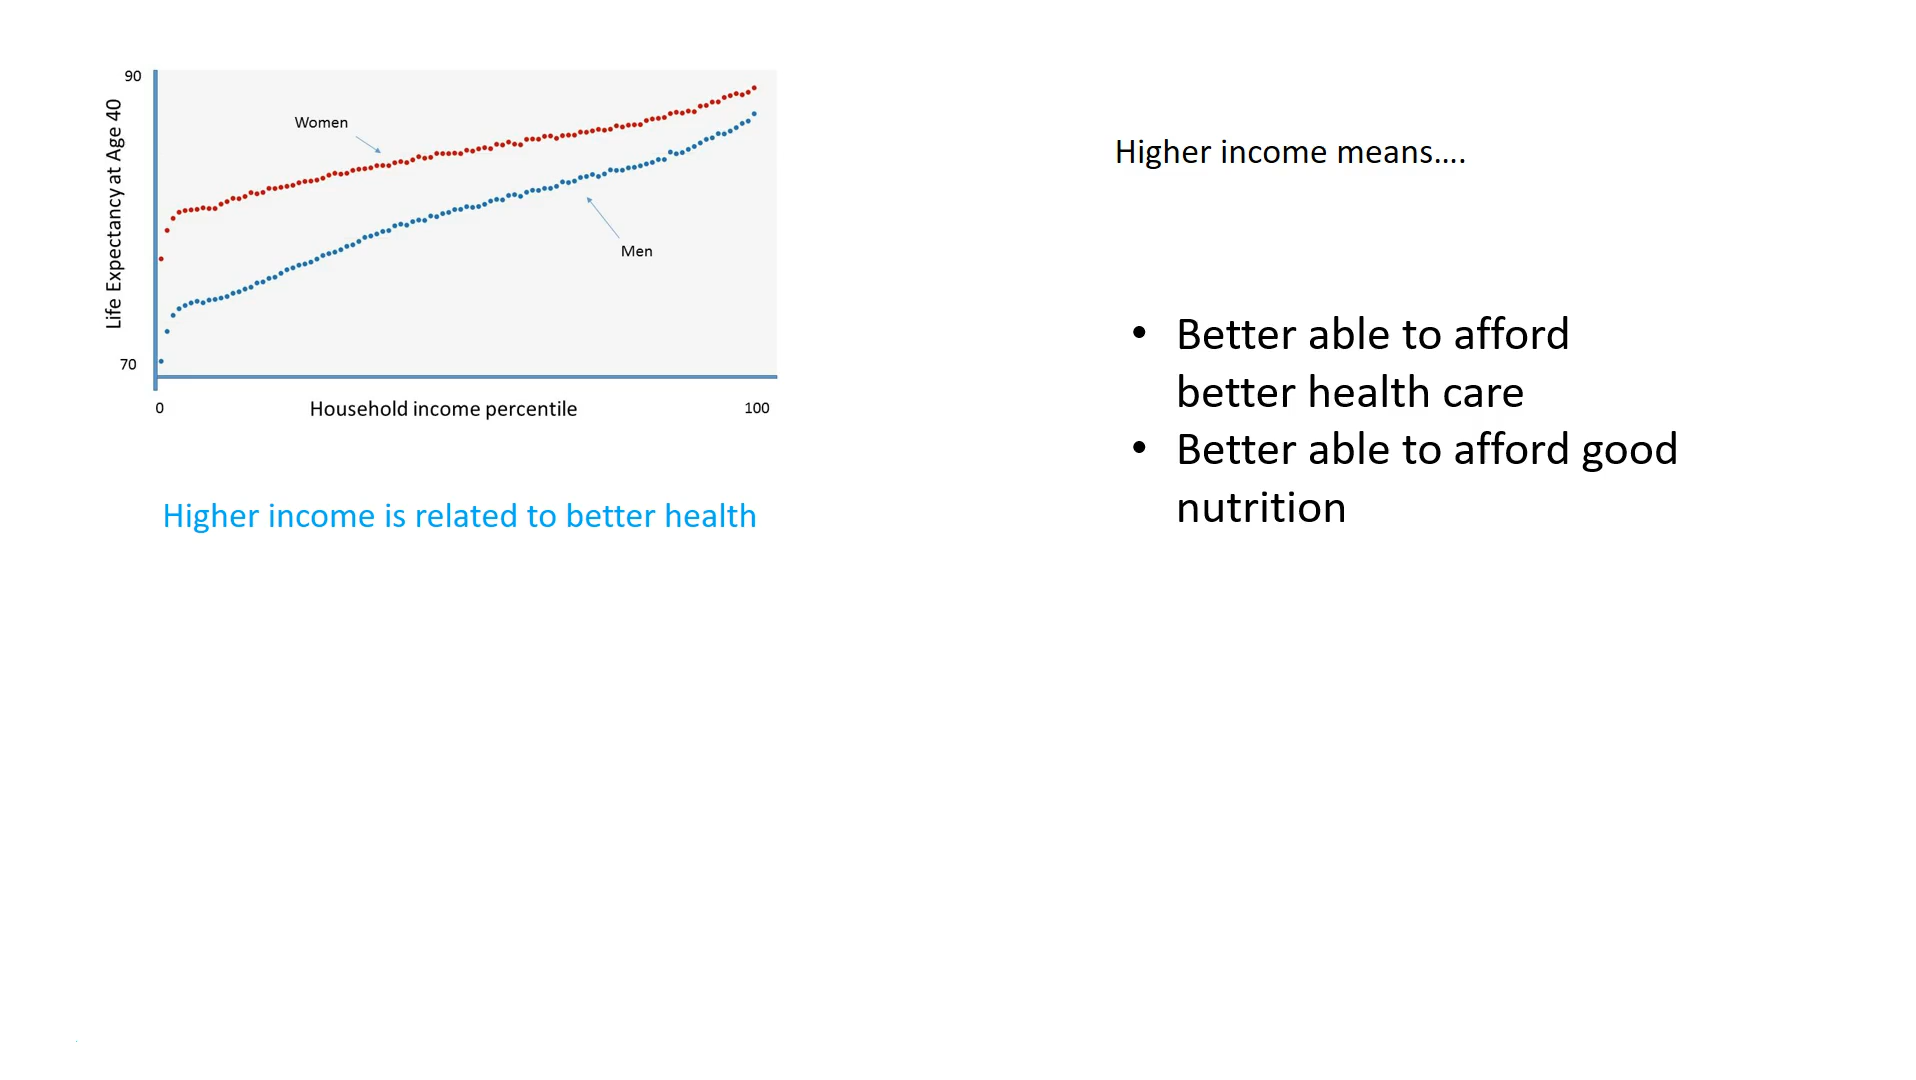 90
Life Expectancy at Age 40
Women
Men
70
0
Household income percentile
100
Higher income is related to better health
Higher income means....
• Better able to afford
better health care
• Better able to afford good
nutrition